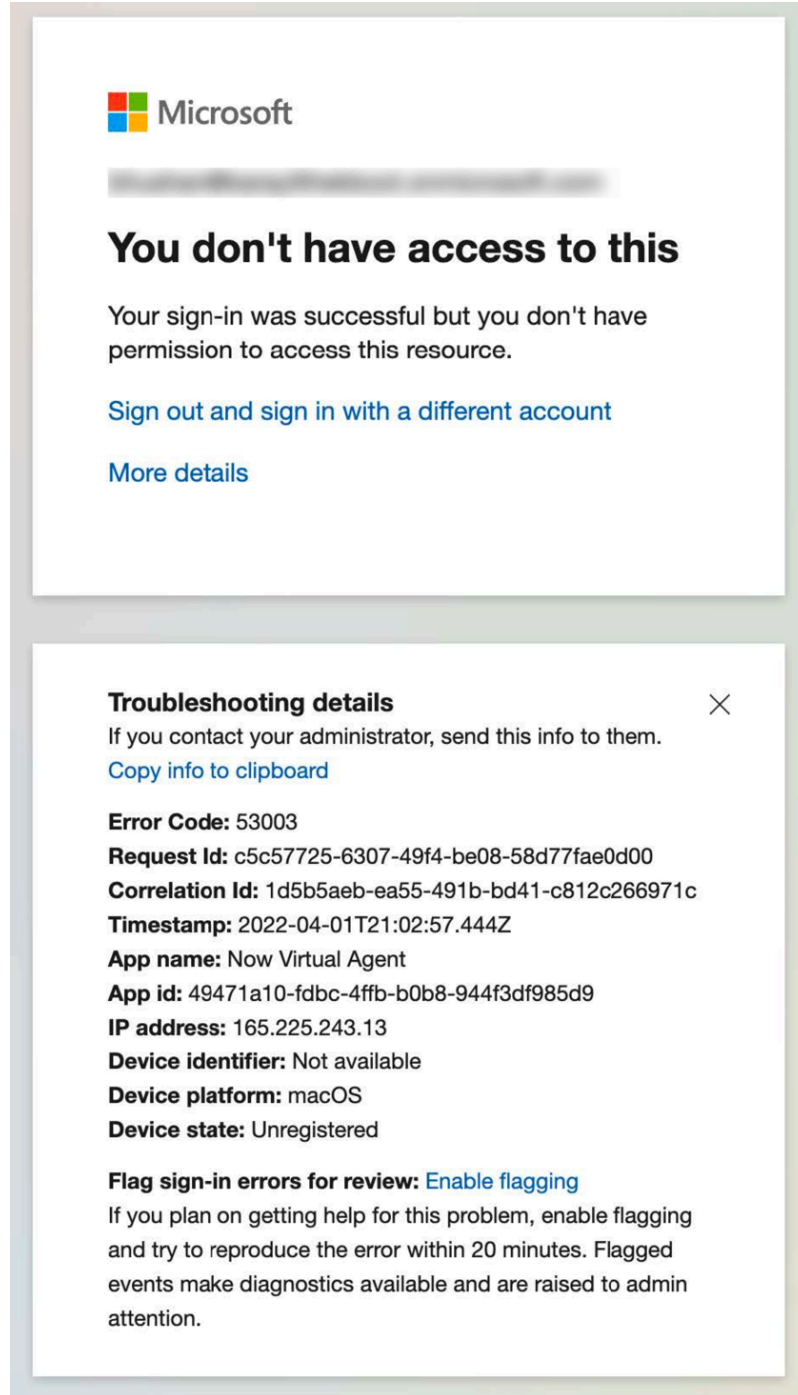 Microsoft
You don't have access to this
Your sign-in was successful but you don't have
permission to access this resource.
Sign out and sign in with a different account
More details
Troubleshooting details
If you contact your administrator, send this info to them.
Copy info to clipboard
Error Code: 53003
Request Id: c5c57725-6307-49f4-be08-58d77fae0d00
Correlation Id: 1d5b5aeb-ea55-491b-bd41-c812c266971c
Timestamp: 2022-04-01T21:02:57.444Z
App name: Now Virtual Agent
App id: 49471a10-fdbc-4ffb-b0b8-944f3df985d9
IP address: 165.225.243.13
Device identifier: Not available
Device platform: macOS
Device state: Unregistered
Flag sign-in errors for review: Enable flagging
If you plan on getting help for this problem, enable flagging
and try to reproduce the error within 20 minutes. Flagged
events make diagnostics available and are raised to admin
attention.